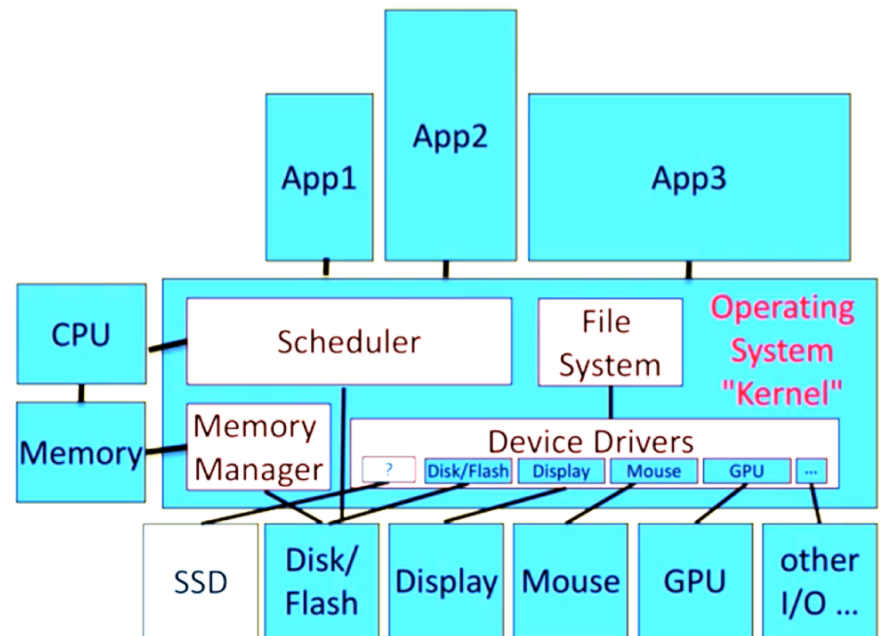 App1
App2
App3
CPU
Scheduler
File
System
Operating
System
"Kernel"
Memory
Memory
Manager
Device Drivers
?
Disk/Flash
Display
Mouse
GPU
...
SSD
Disk/
Flash
Display
Mouse
GPU
other
I/O ...